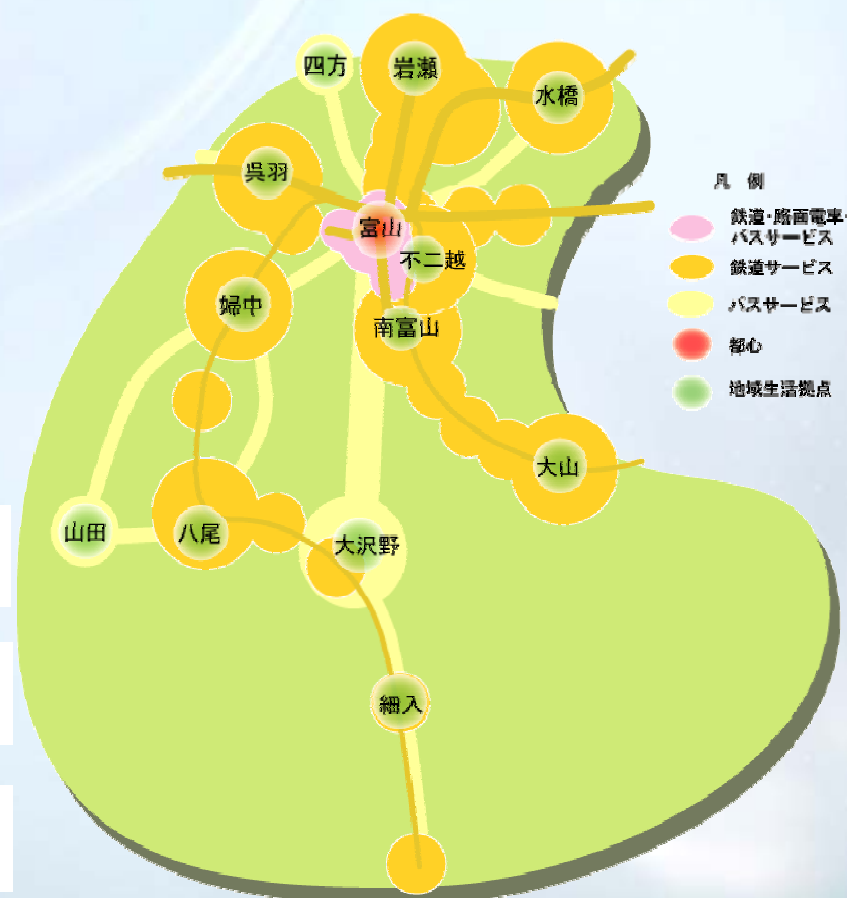 四方
岩瀬
水橋
呉羽
凡 例
富山
鉄道・路面電車・
バスサービス
不二越
鉄道サービス
婦中
バスサービス
南富山
都心
地域生活拠点
大山
山田
八尾
大沢野
細入